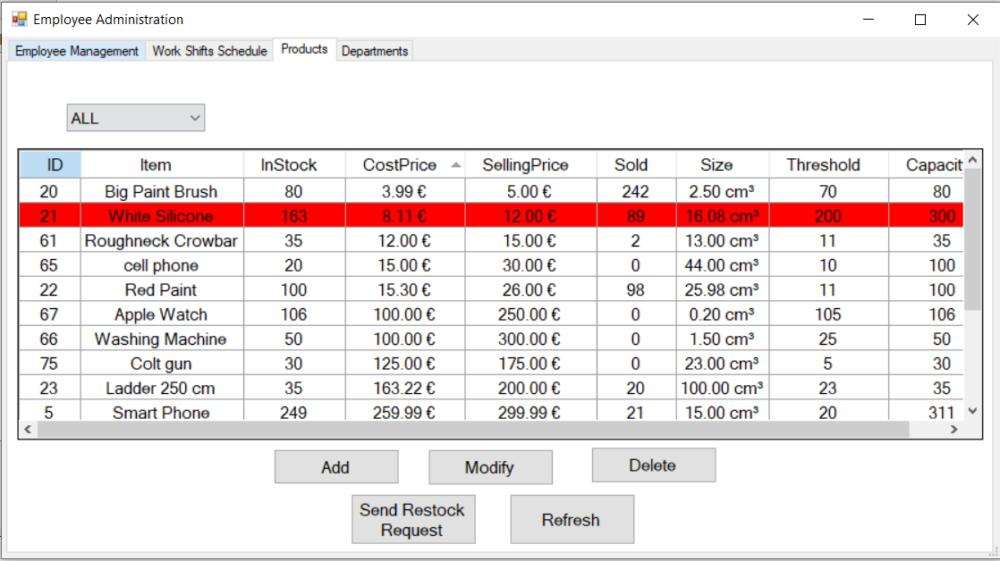 Employee Administration
Employee Management Work Shifts Schedule Products Departments
ALL
ID Item InStock CostPrice SellingPrice Sold Size Threshold Capacit
20 Big Paint Brush 80 3.99 € 5.00 € 242 2.50 cm³ 70 80
21 White Silicone 163 8.11 € 12.00 € 89 16.08 cm³ 200 300
61 Roughneck Crowbar 35 12.00 € 15.00 € 2 13.00 cm³ 11 35
65 cell phone 20 15.00 € 30.00 € 0 44.00 cm³ 10 100
22 Red Paint 100 15.30 € 26.00 € 98 25.98 cm³ 11 100
67 Apple Watch 106 100.00 € 250.00 € 0 0.20 cm³ 105 106
66 Washing Machine 50 100.00 € 300.00 € 0 1.50 cm³ 25 50
75 Colt gun 30 125.00 € 175.00 € 0 23.00 cm³ 5 30
23 Ladder 250 cm 35 163.22 € 200.00 € 20 100.00 cm³ 23 35
5 Smart Phone 249 259.99 € 299.99 € 21 15.00 cm³ 20 311
Add Modify Delete
Send Restock
Request
Refresh